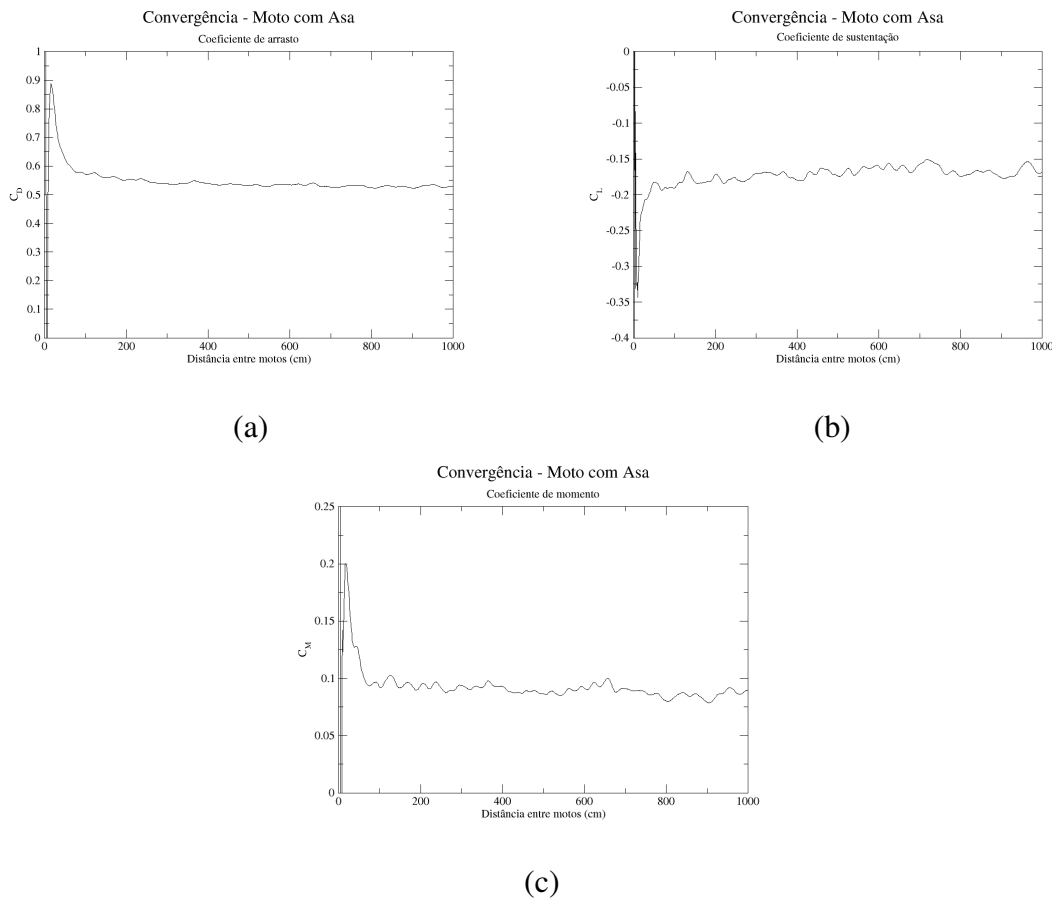 Convergência - Moto com Asa
Coeficiente de arrasto
1
0.9
0.8
0.7
0.6
0.5
0.4
0.3
0.2
0.1
0
C_D
0 200 400 600 800 1000
Distância entre motos (cm)
(a)
Convergência - Moto com Asa
Coeficiente de sustentação
0
-0.05
-0.1
-0.15
-0.2
-0.25
-0.3
-0.35
-0.4
C_L
0 200 400 600 800 1000
Distância entre motos (cm)
(b)
Convergência - Moto com Asa
Coeficiente de momento
0.25
0.2
0.15
0.1
0.05
0
C_M
0 200 400 600 800 1000
Distância entre motos (cm)
(c)